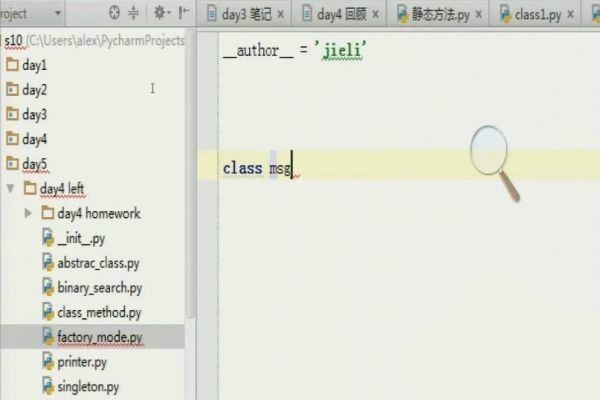 roject
day3 笔记
day4 回顾
静态方法.py
class1.py
s10 (C:\Users\alex\PycharmProjects
day1
day2
day3
day4
day5
day4 left
day4 homework
__init__.py
abstrac_class.py
binary_search.py
class_method.py
factory_mode.py
printer.py
singleton.py
__author__ = 'jieli'
class msg